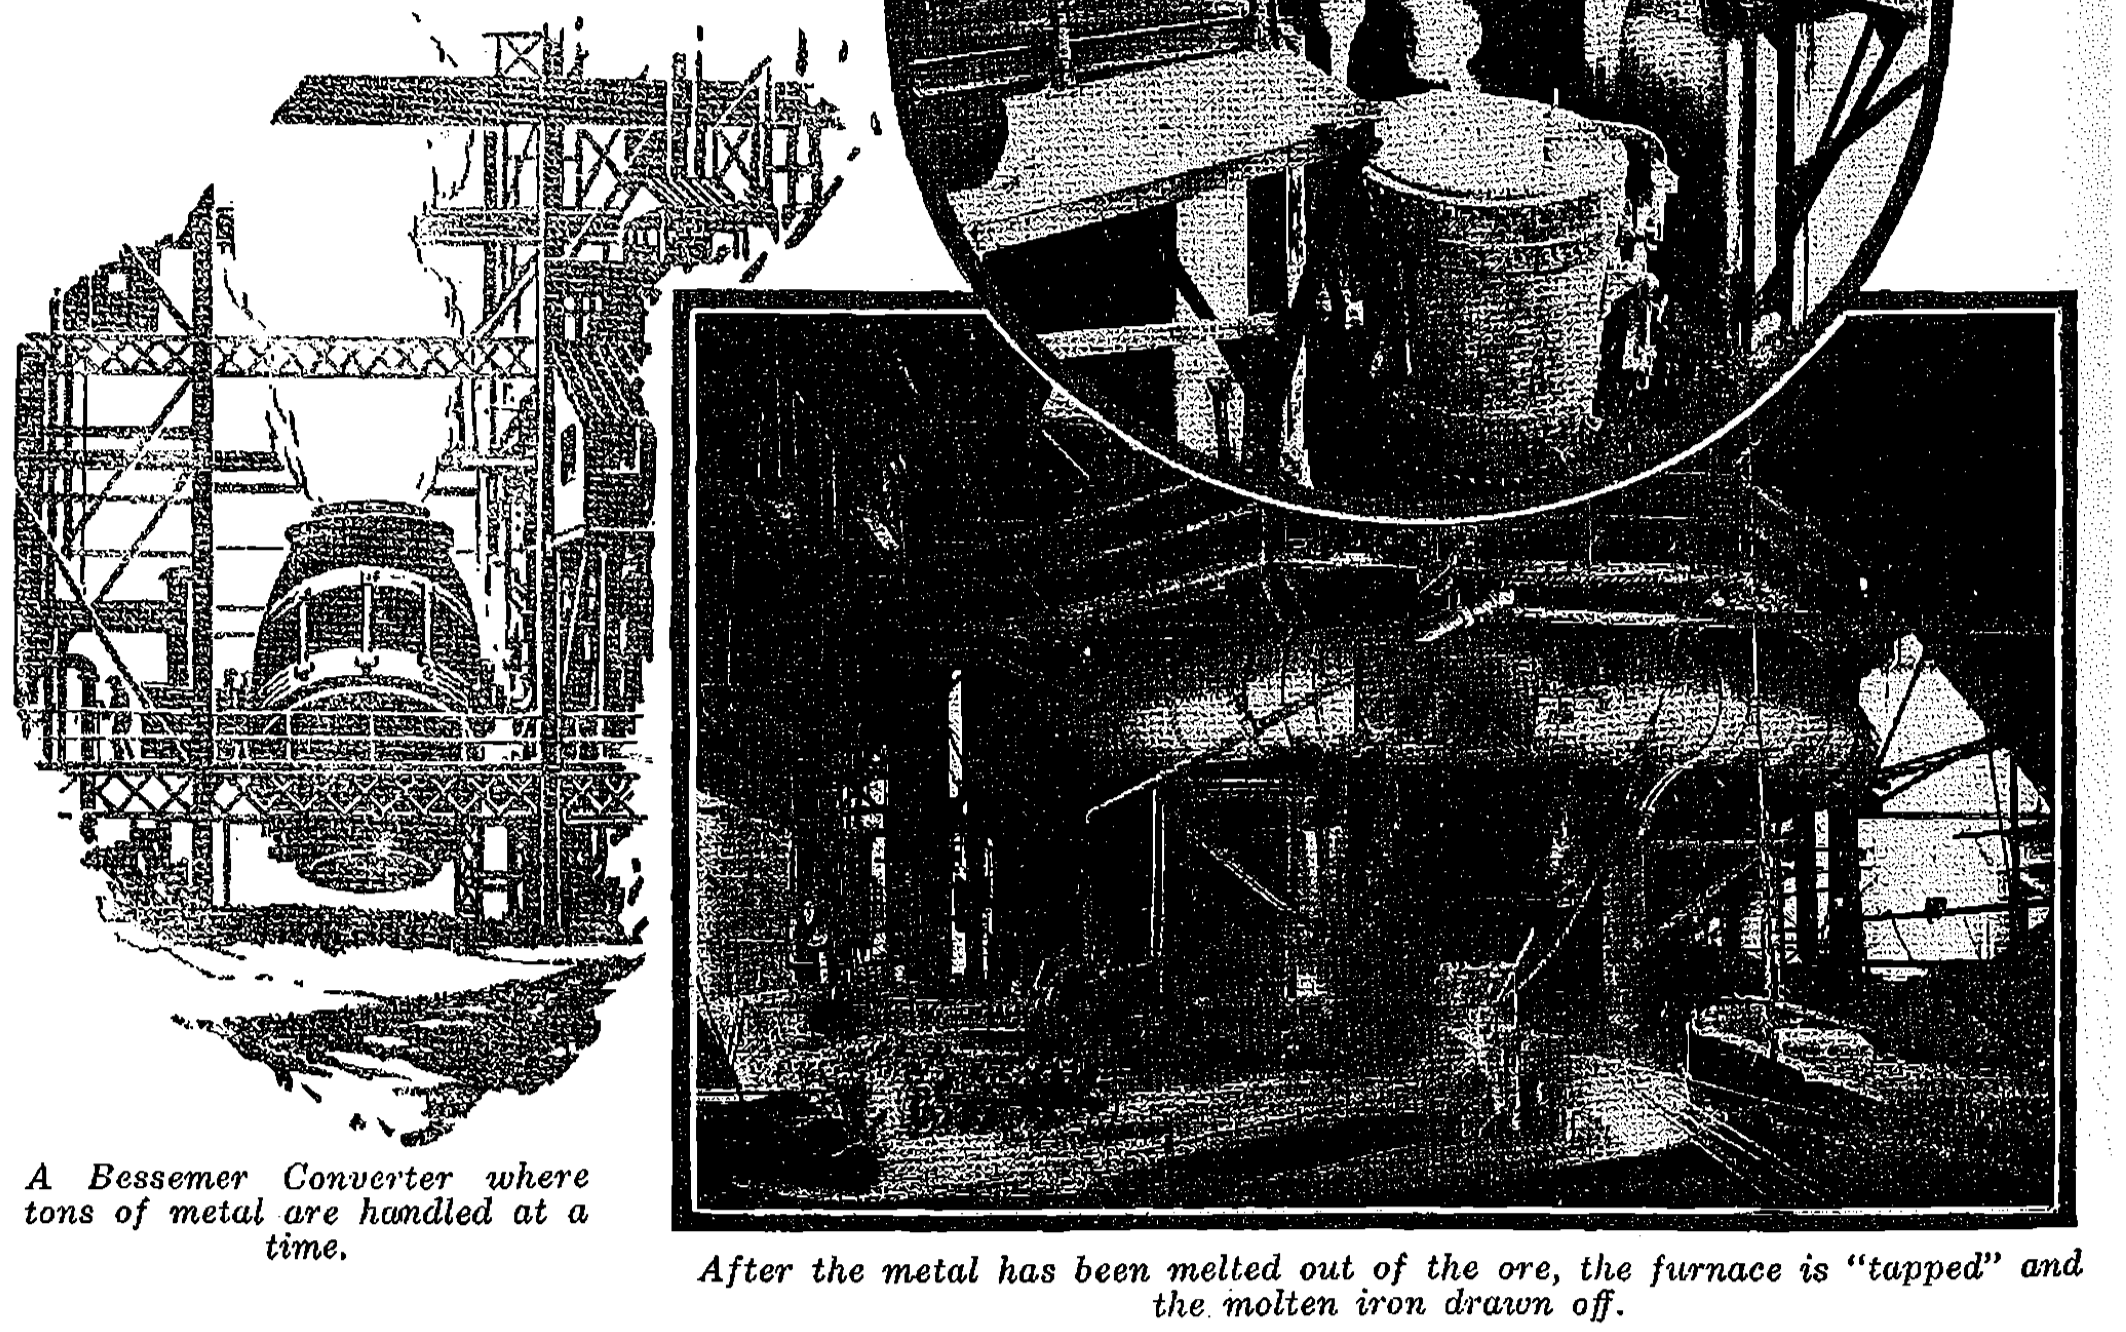 A Bessemer Converter where
tons of metal are handled at a
time.
After the metal has been melted out of the ore, the furnace is “tapped” and
the molten iron drawn off.